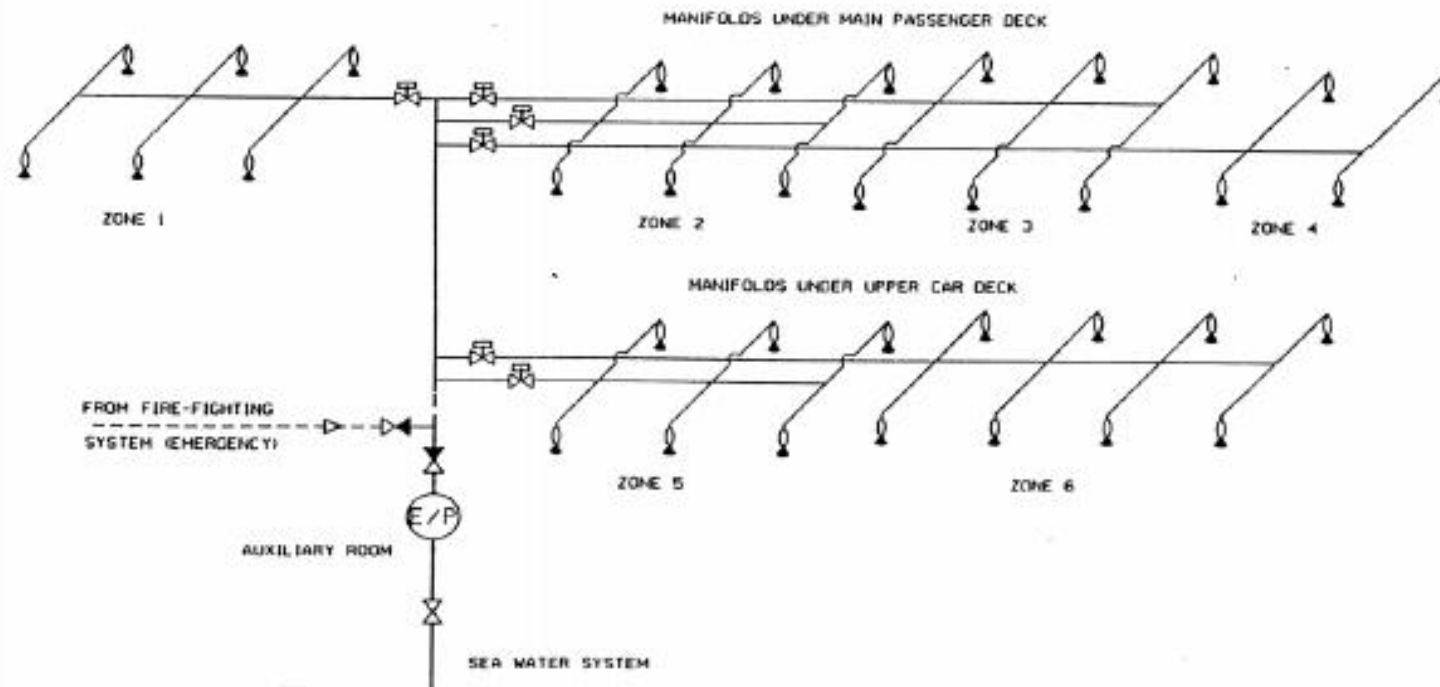 MANIFOLDS UNDER MAIN PASSENGER DECK
ZONE 1
ZONE 2
ZONE 3
ZONE 4
MANIFOLDS UNDER UPPER CAR DECK
FROM FIRE-FIGHTING
SYSTEM (EMERGENCY)
ZONE 5
ZONE 6
E/P
AUXILIARY ROOM
SEA WATER SYSTEM